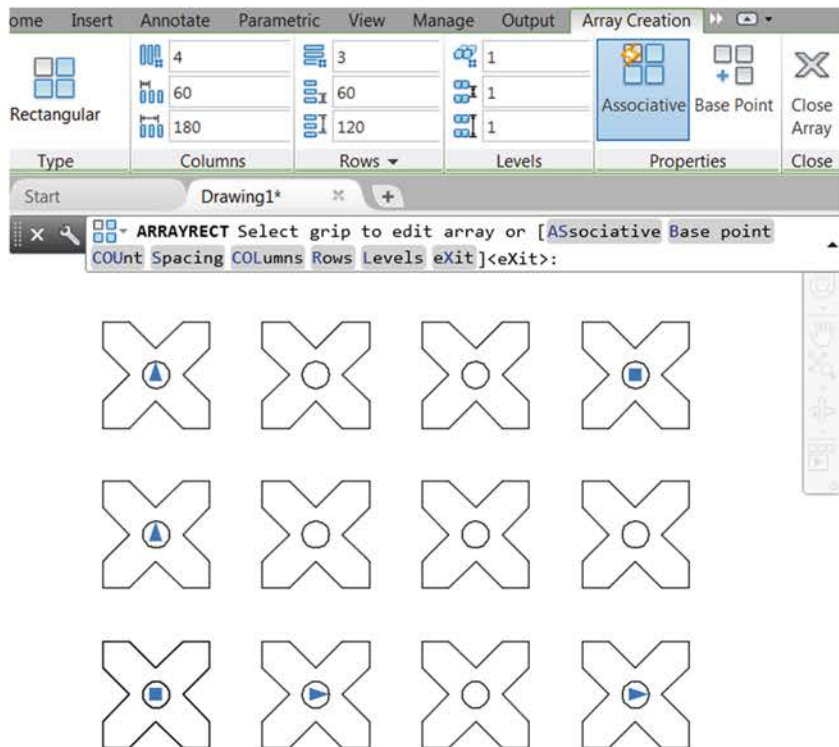 ome Insert Annotate Parametric View Manage Output Array Creation
4 3 1
60 60 1
180 120 1
Rectangular
Associative Base Point Close Array
Type Columns Rows Levels Properties Close
Start Drawing1*
ARRAYRECT Select grip to edit array or [ASsociative Base point
COUnt Spacing COLumns Rows Levels eXit]<eXit>: